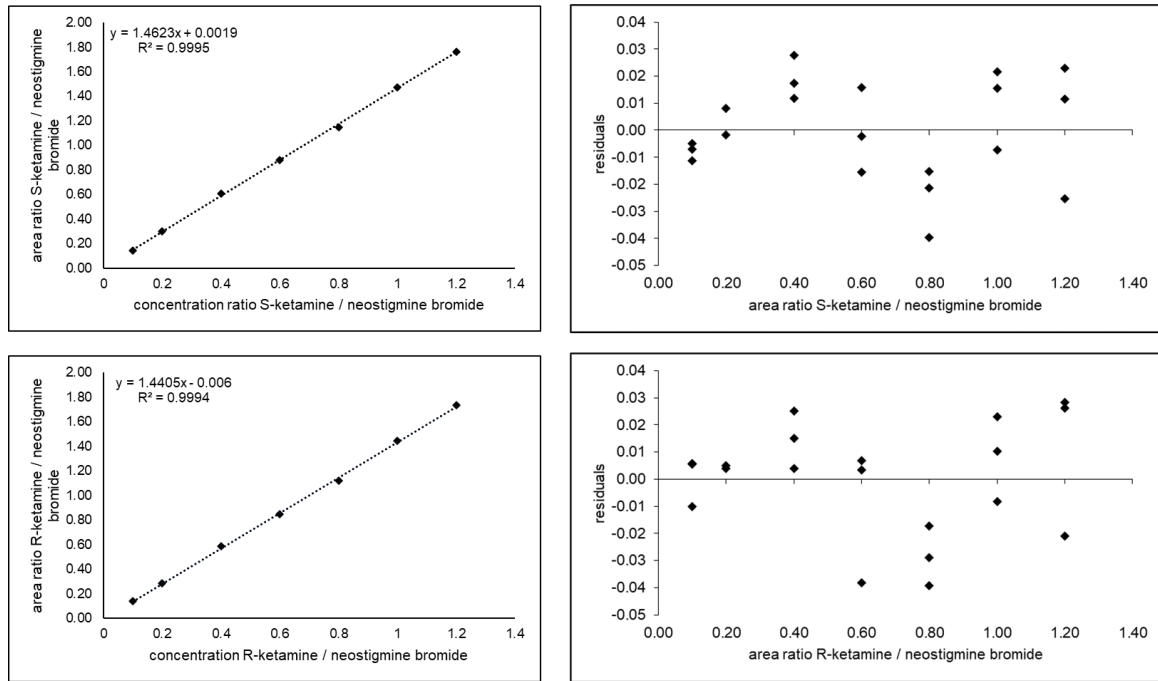 y = 1.4623x + 0.0019
R² = 0.9995
area ratio S-ketamine / neostigmine
bromide
2.00
1.80
1.60
1.40
1.20
1.00
0.80
0.60
0.40
0.20
0.00
0 0.2 0.4 0.6 0.8 1 1.2 1.4
concentration ratio S-ketamine / neostigmine bromide
residuals
0.04
0.03
0.02
0.01
0.00
-0.01
-0.02
-0.03
-0.04
-0.05
0.00 0.20 0.40 0.60 0.80 1.00 1.20
area ratio S-ketamine / neostigmine bromide
y = 1.4405x - 0.006
R² = 0.9994
area ratio R-ketamine / neostigmine
bromide
2.00
1.80
1.60
1.40
1.20
1.00
0.80
0.60
0.40
0.20
0.00
0 0.2 0.4 0.6 0.8 1 1.2 1.4
concentration R-ketamine / neostigmine bromide
residuals
0.04
0.03
0.02
0.01
0.00
-0.01
-0.02
-0.03
-0.04
-0.05
0.00 0.20 0.40 0.60 0.80 1.00 1.20
area ratio R-ketamine / neostigmine bromide